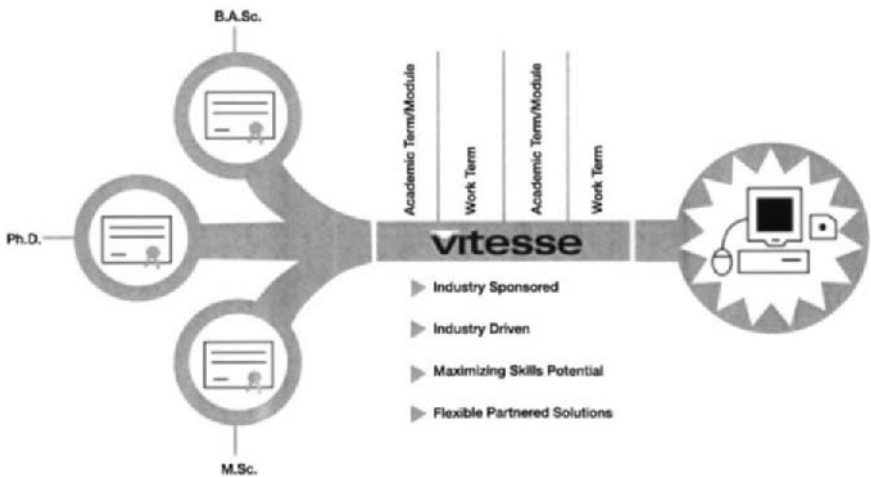 B.A.Sc.
Ph.D.
M.Sc.
Academic Term/Module
Work Term
Academic Term/Module
Work Term
vitesse
Industry Sponsored
Industry Driven
Maximizing Skills Potential
Flexible Partnered Solutions